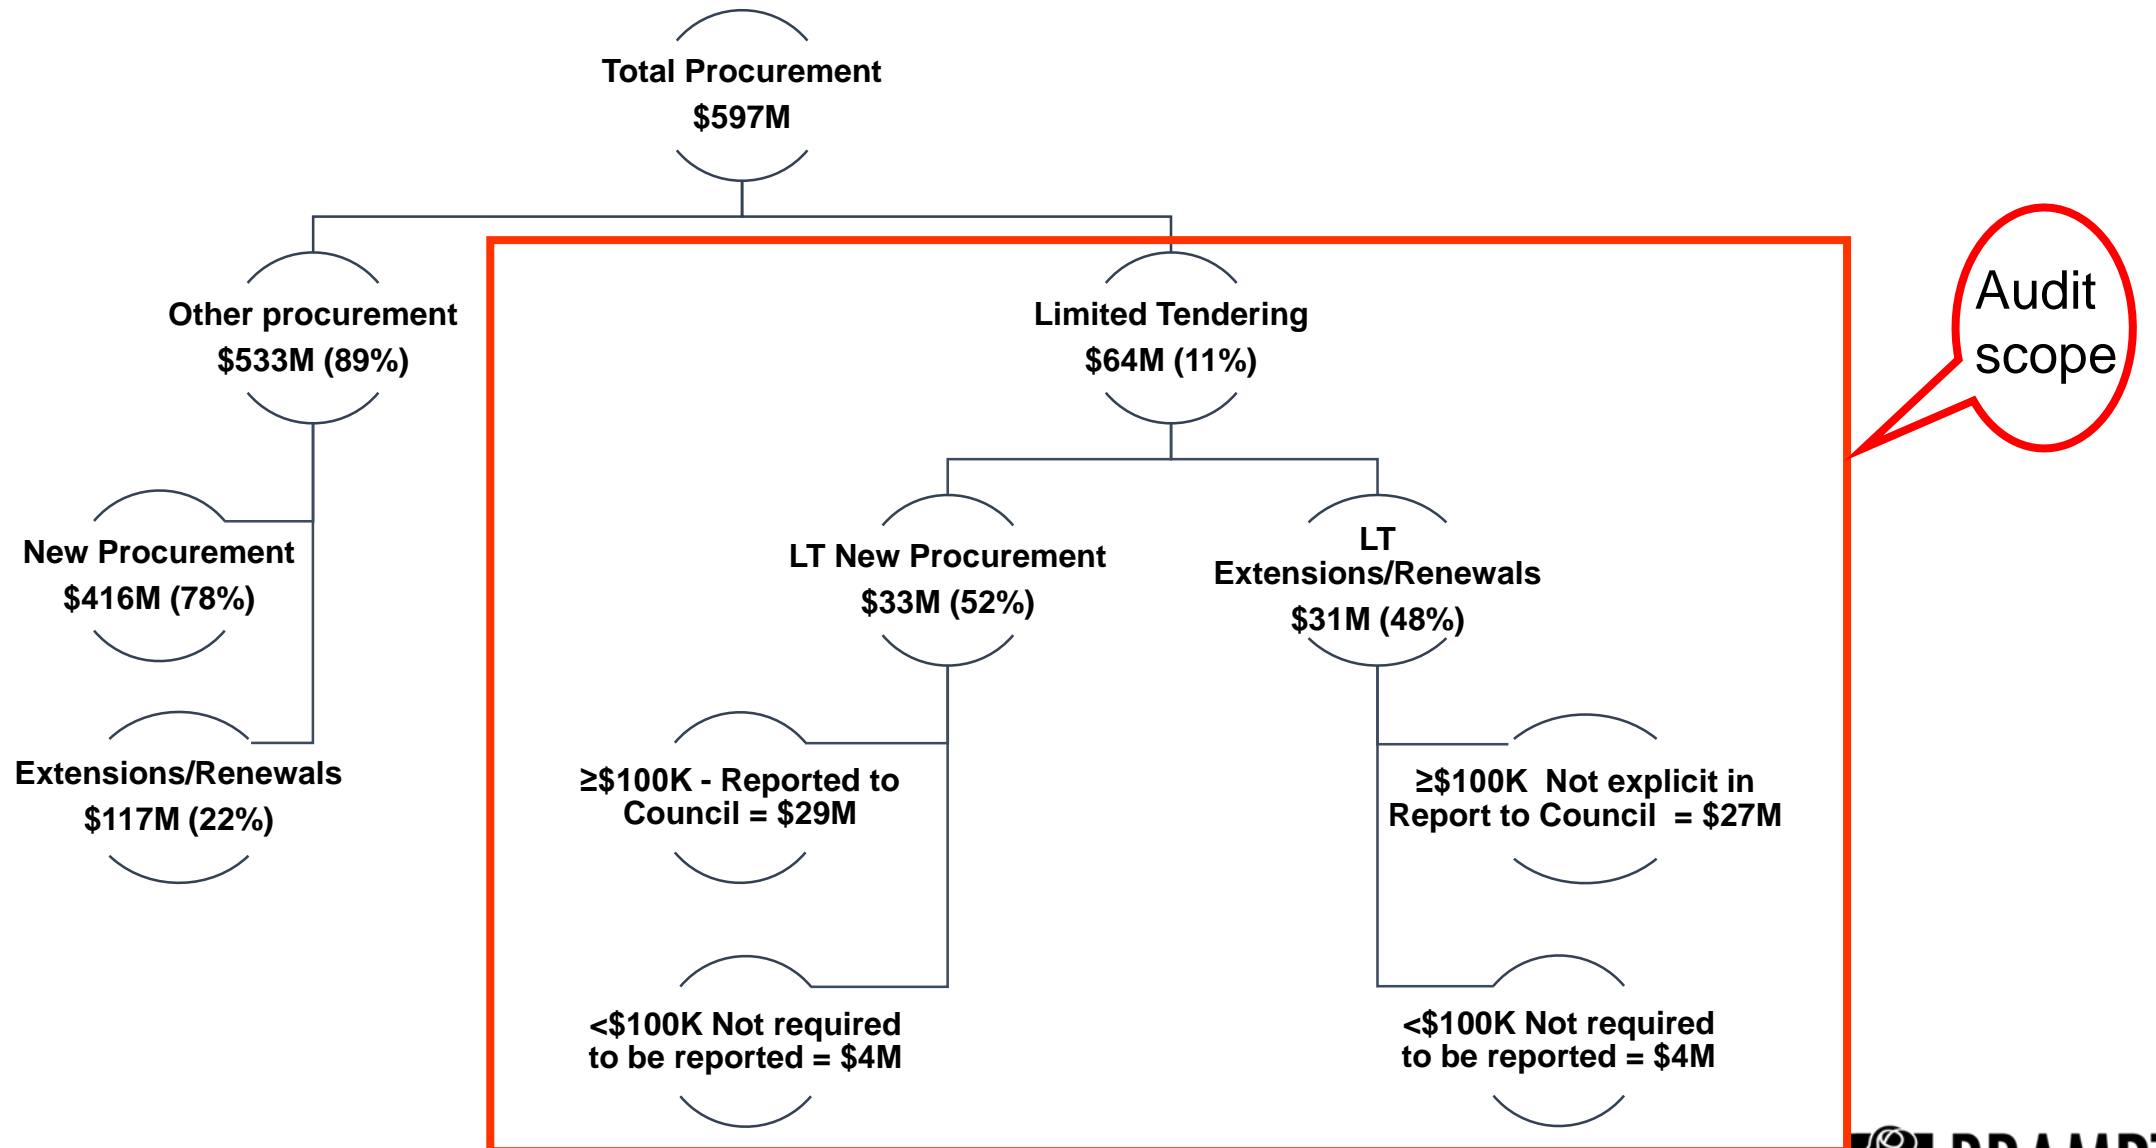 Total Procurement
$597M
Other procurement
$533M (89%)
Limited Tendering
$64M (11%)
Audit
scope
New Procurement
$416M (78%)
LT New Procurement
$33M (52%)
LT
Extensions/Renewals
$31M (48%)
Extensions/Renewals
$117M (22%)
≥$100K - Reported to
Council = $29M
≥$100K  Not explicit in
Report to Council  = $27M
<$100K Not required
to be reported = $4M
<$100K Not required
to be reported = $4M